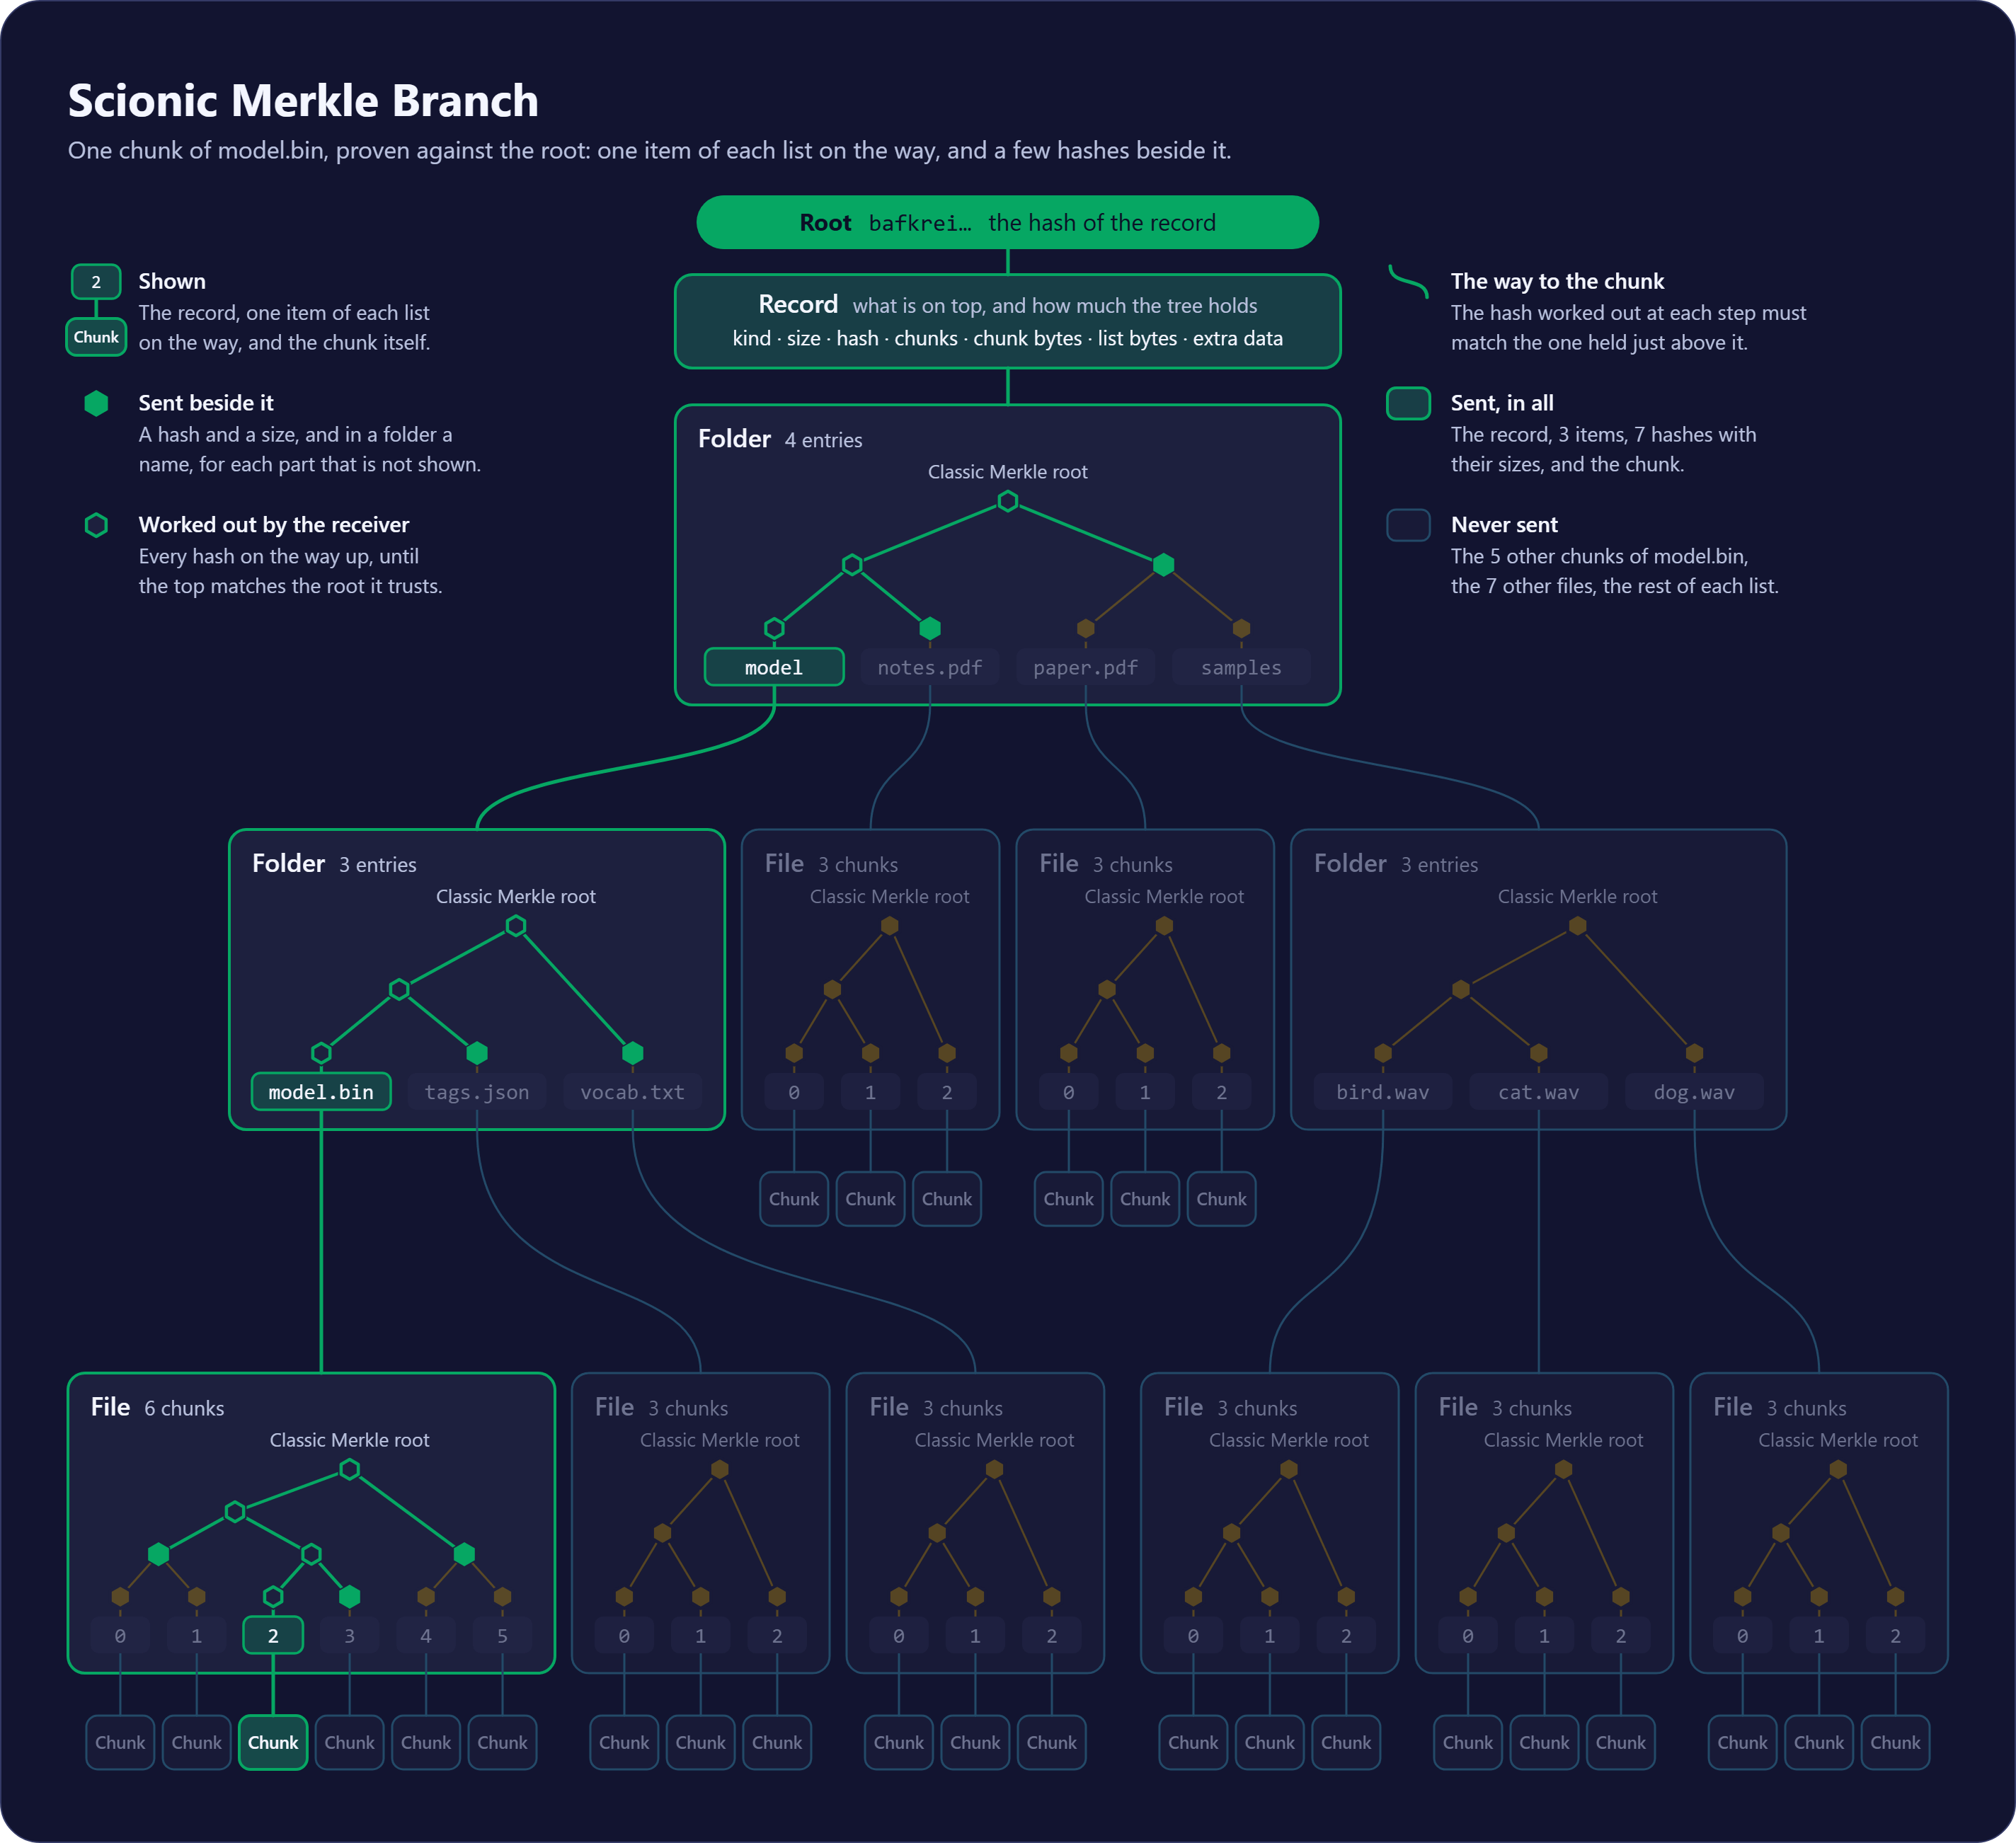 Scionic Merkle Branch
One chunk of model.bin, proven against the root: one item of each list on the way, and a few hashes beside it.
Root bafkrei… the hash of the record
Record what is on top, and how much the tree holds
kind · size · hash · chunks · chunk bytes · list bytes · extra data
2
Chunk
Shown
The record, one item of each list
on the way, and the chunk itself.
Sent beside it
A hash and a size, and in a folder a
name, for each part that is not shown.
Worked out by the receiver
Every hash on the way up, until
the top matches the root it trusts.
The way to the chunk
The hash worked out at each step must
match the one held just above it.
Sent, in all
The record, 3 items, 7 hashes with
their sizes, and the chunk.
Never sent
The 5 other chunks of model.bin,
the 7 other files, the rest of each list.
Folder 4 entries
Classic Merkle root
model notes.pdf paper.pdf samples
Folder 3 entries
Classic Merkle root
model.bin tags.json vocab.txt
File 3 chunks
Classic Merkle root
0 1 2
Chunk Chunk Chunk
File 3 chunks
Classic Merkle root
0 1 2
Chunk Chunk Chunk
Folder 3 entries
Classic Merkle root
bird.wav cat.wav dog.wav
File 6 chunks
Classic Merkle root
0 1 2 3 4 5
Chunk Chunk Chunk Chunk Chunk Chunk
File 3 chunks
Classic Merkle root
0 1 2
Chunk Chunk Chunk
File 3 chunks
Classic Merkle root
0 1 2
Chunk Chunk Chunk
File 3 chunks
Classic Merkle root
0 1 2
Chunk Chunk Chunk
File 3 chunks
Classic Merkle root
0 1 2
Chunk Chunk Chunk
File 3 chunks
Classic Merkle root
0 1 2
Chunk Chunk Chunk